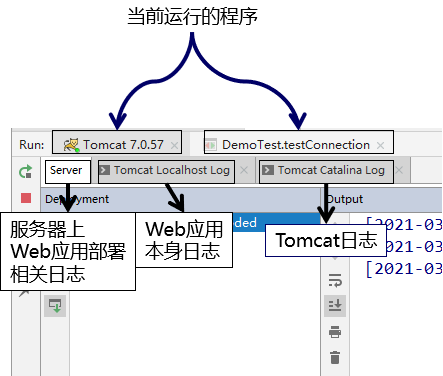 当前运行的程序
Run: Tomcat 7.0.57 × DemoTest.testConnection ×
Server Tomcat Localhost Log × Tomcat Catalina Log ×
Output
服务器上
Web应用部署
相关日志
Web应用
本身日志
Tomcat日志
[2021-03
[2021-03
[2021-03